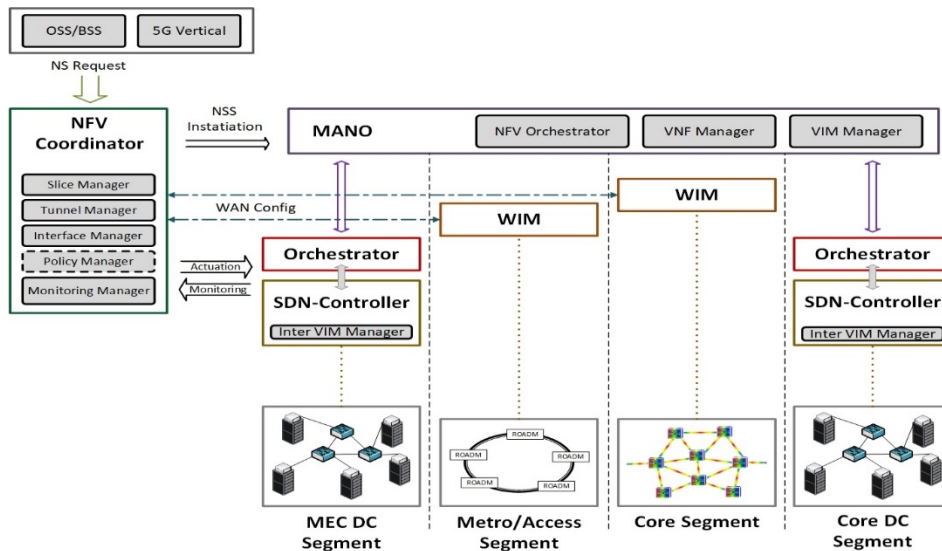 OSS/BSS
5G Vertical
NS Request
NFV
Coordinator
Slice Manager
Tunnel Manager
Interface Manager
Policy Manager
Monitoring Manager
NSS
Instatiation
MANO
NFV Orchestrator
VNF Manager
VIM Manager
WAN Config
WIM
WIM
Actuation
Monitoring
Orchestrator
SDN-Controller
Inter VIM Manager
Orchestrator
SDN-Controller
Inter VIM Manager
ROADM
ROADM
ROADM
ROADM
ROADM
MEC DC
Segment
Metro/Access
Segment
Core Segment
Core DC
Segment